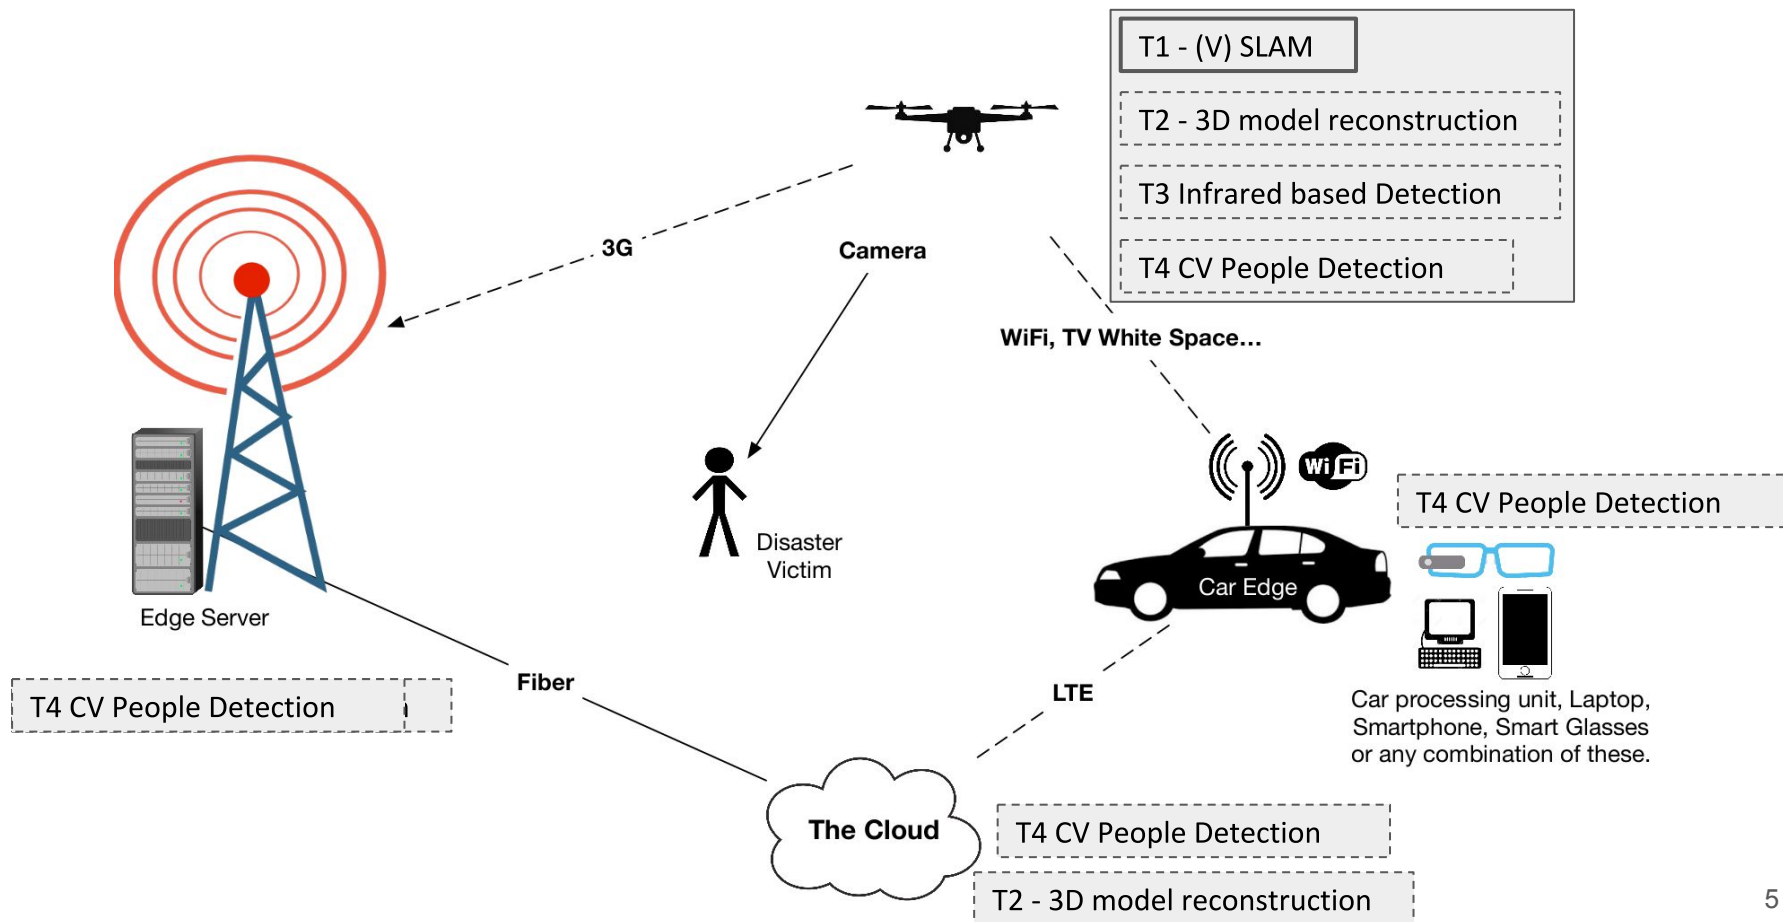 T1 - (V) SLAM
T2 - 3D model reconstruction
T3 Infrared based Detection
T4 CV People Detection
3G
Camera
WiFi, TV White Space...
Wi Fi
T4 CV People Detection
Disaster
Victim
Car Edge
Edge Server
Fiber
LTE
T4 CV People Detection
Car processing unit, Laptop,
Smartphone, Smart Glasses
or any combination of these.
The Cloud
T4 CV People Detection
T2 - 3D model reconstruction
5